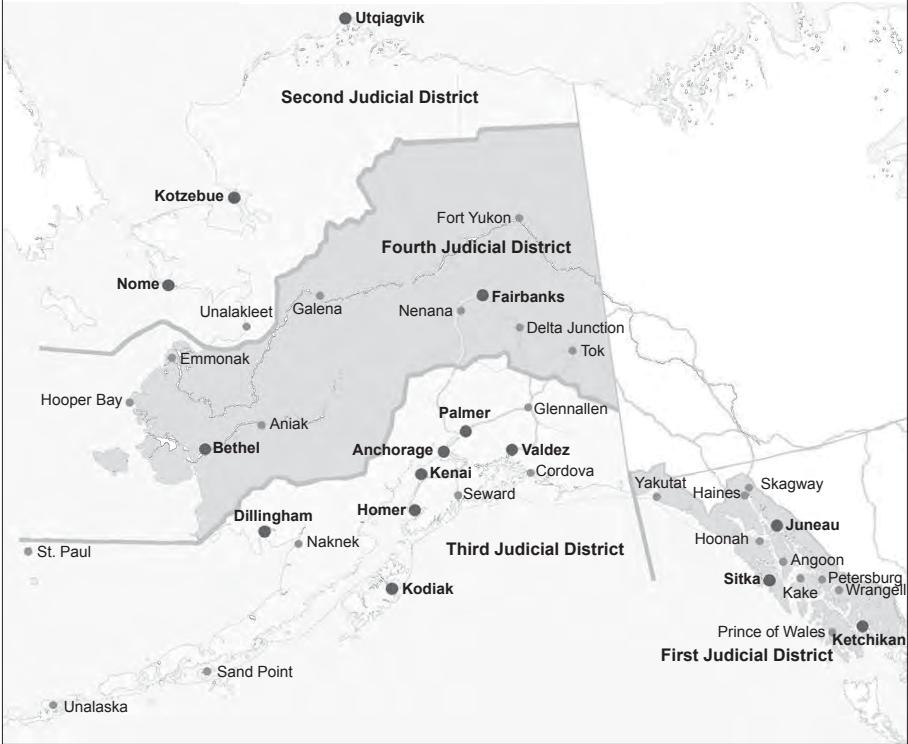 Utqiagvik
Second Judicial District
Kotzebue
Fort Yukon
Fourth Judicial District
Nome
Unalakleet
Galena
Nenana
Fairbanks
Delta Junction
Tok
Emmonak
Hooper Bay
Aniak
Bethel
Palmer
Glennallen
Anchorage
Valdez
Kenai
Cordova
Seward
Homer
Dillingham
Naknek
St. Paul
Third Judicial District
Kodiak
Sand Point
Unalaska
Yakutat
Haines
Skagway
Juneau
Hoonah
Angoon
Sitka
Kake
Petersburg
Wrangell
Prince of Wales
Ketchikan
First Judicial District